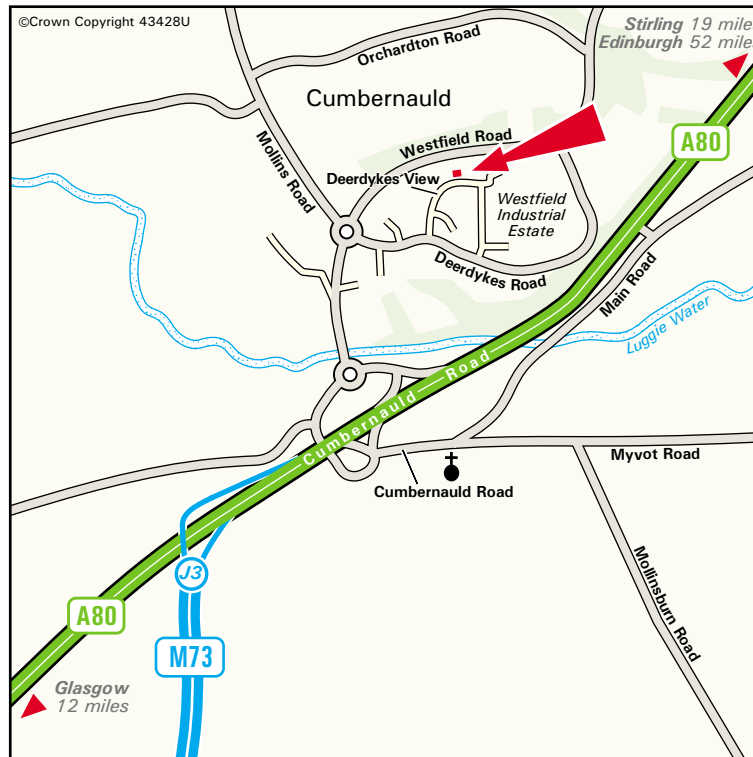 ©Crown Copyright 43428U
Stirling 19 miles
Edinburgh 52 miles
Orchardton Road
Cumbernauld
A80
Westfield Road
Mollins Road
Deerdykes View
Westfield
Industrial
Estate
Deerdykes Road
Main Road
Luggie Water
Cumbernauld Road
Myvot Road
Cumbernauld Road
J3
Mollinsburn Road
A80
M73
Glasgow
12 miles